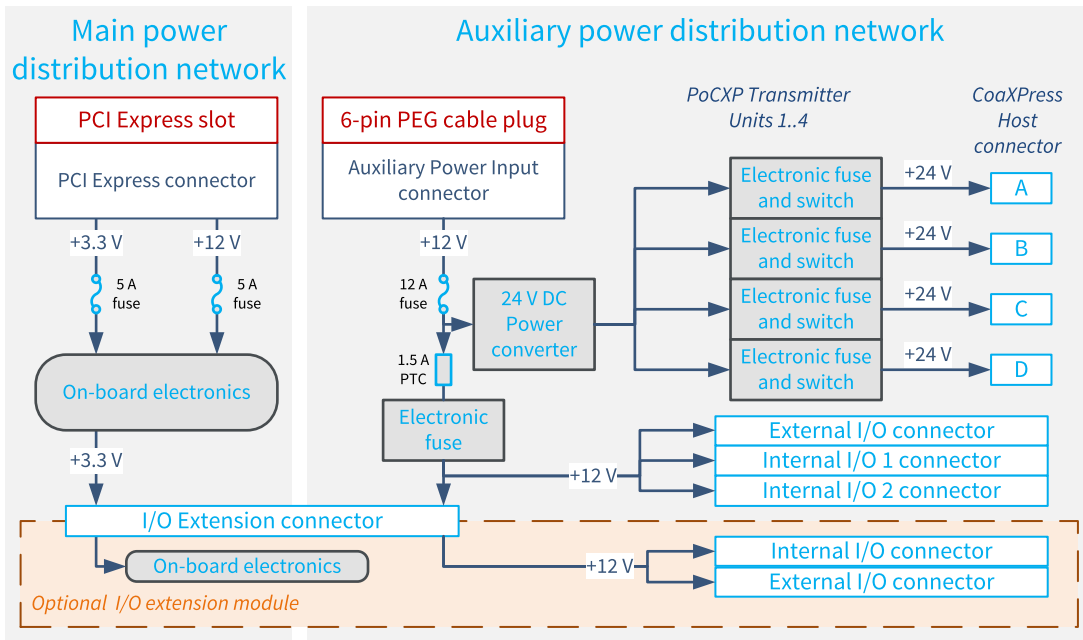 Main power
distribution network
PCI Express slot
PCI Express connector
+3.3 V
+12 V
5 A
fuse
5 A
fuse
On-board electronics
+3.3 V
Auxiliary power distribution network
6-pin PEG cable plug
Auxiliary Power Input
connector
+12 V
12 A
fuse
24 V DC
Power
converter
1.5 A
PTC
Electronic
fuse
PoCXP Transmitter
Units 1..4
CoaXPress
Host
connector
Electronic fuse
and switch
+24 V
A
Electronic fuse
and switch
+24 V
B
Electronic fuse
and switch
+24 V
C
Electronic fuse
and switch
+24 V
D
+12 V
External I/O connector
Internal I/O 1 connector
Internal I/O 2 connector
I/O Extension connector
On-board electronics
+12 V
Internal I/O connector
External I/O connector
Optional I/O extension module